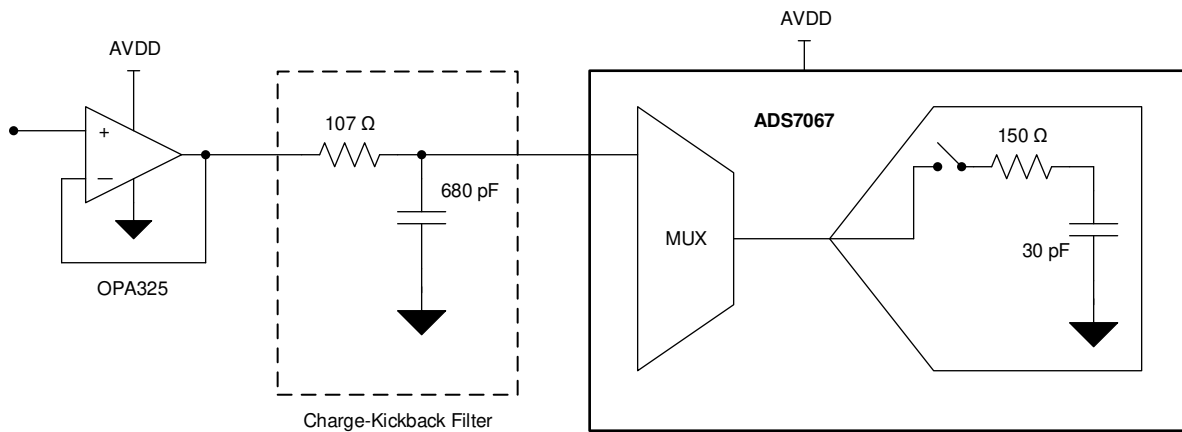 AVDD
AVDD
107 Ω
ADS7067
150 Ω
+
−
680 pF
MUX
30 pF
OPA325
Charge-Kickback Filter